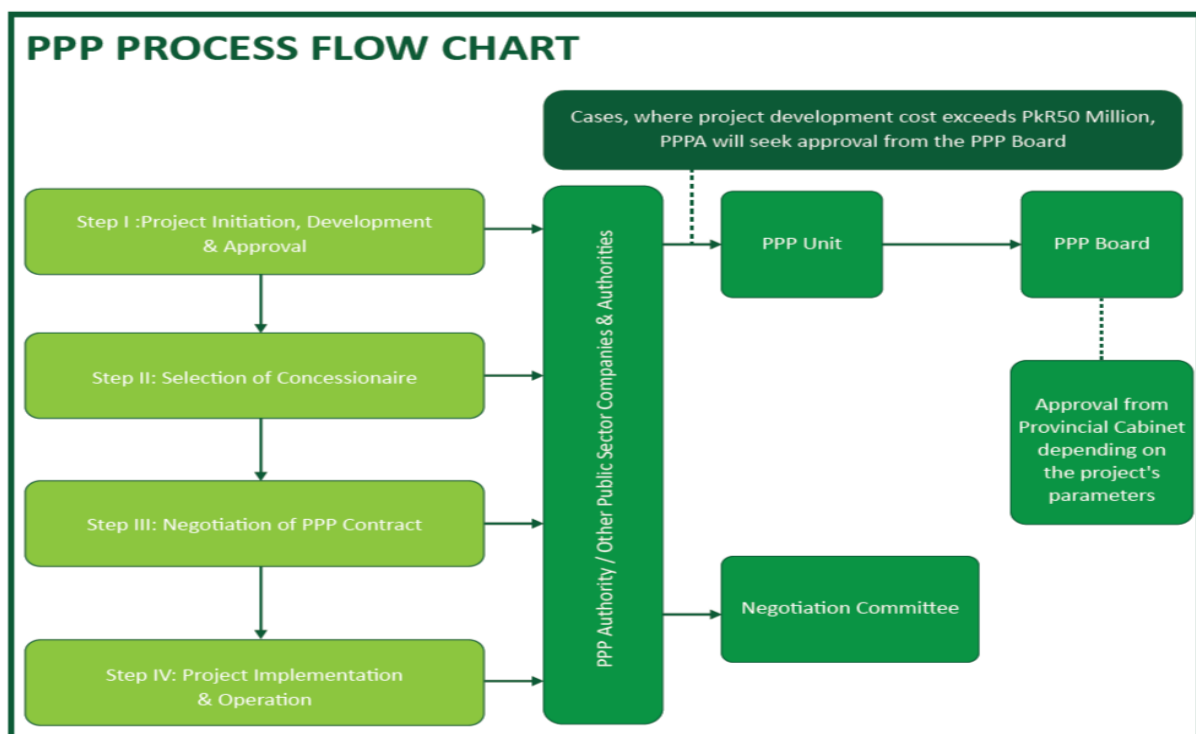 PPP PROCESS FLOW CHART
Cases, where project development cost exceeds PkR50 Million,
PPPA will seek approval from the PPP Board
Step I :Project Initiation, Development
& Approval
Step II: Selection of Concessionaire
Step III: Negotiation of PPP Contract
Step IV: Project Implementation
& Operation
PPP Authority / Other Public Sector Companies & Authorities
PPP Unit
PPP Board
Approval from
Provincial Cabinet
depending on
the project's
parameters
Negotiation Committee